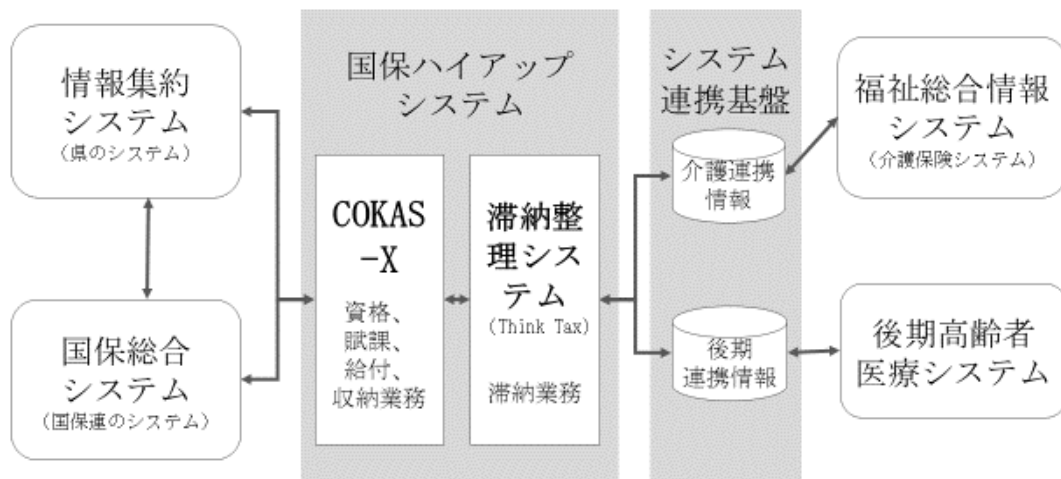 情報集約
システム
（県のシステム）
国保総合
システム
（国保連のシステム）
国保ハイアップ
システム
COKAS
-X
資格、
賦課、
給付、
収納業務
滞納整
理シス
テム
（Think Tax）
滞納業務
システム
連携基盤
介護連携
情報
後期
連携情報
福祉総合情報
システム
（介護保険システム）
後期高齢者
医療システム